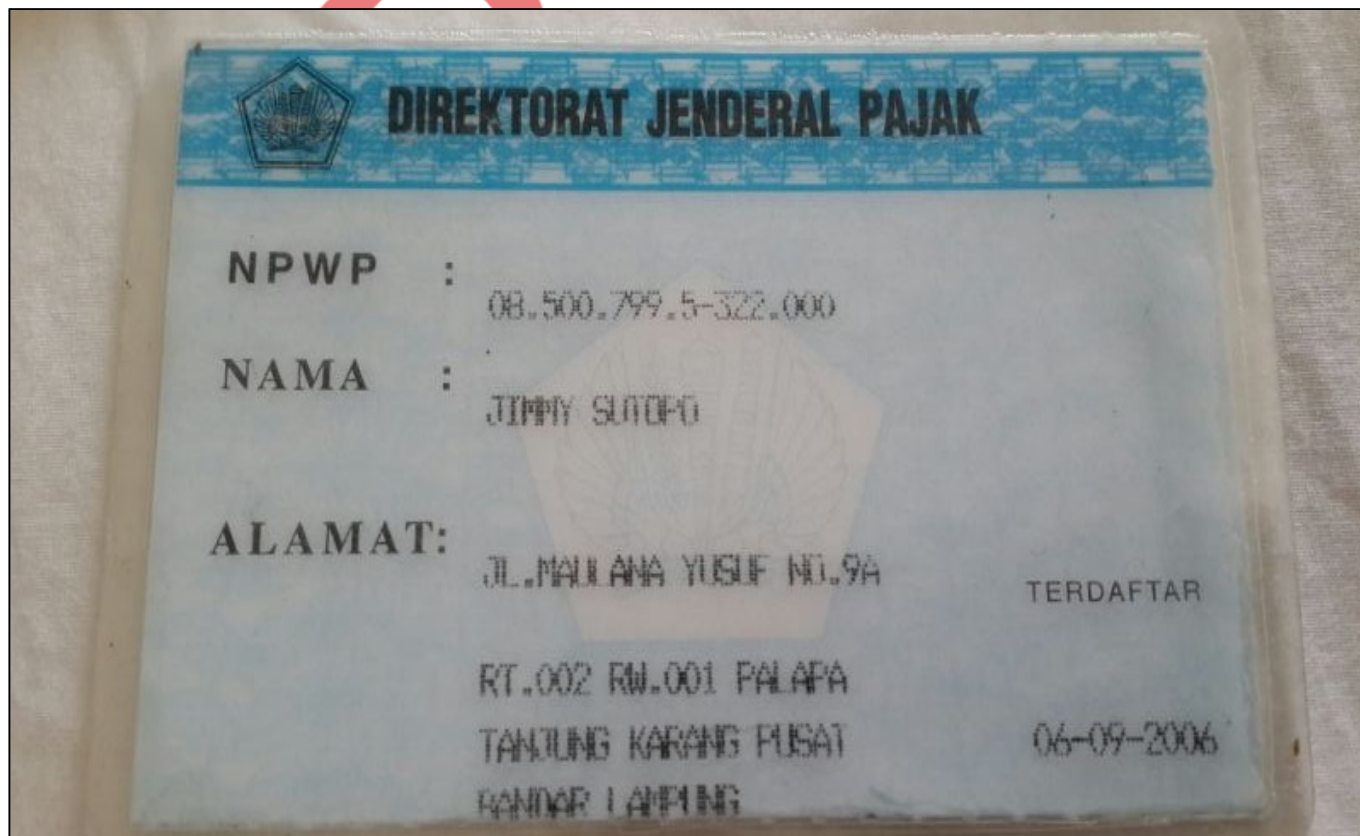 DIREKTORAT JENDERAL PAJAK
NPWP :
08.500.799.5-322.000
NAMA :
JIMMY SUTOPO
ALAMAT:
JL.MAULANA YUSUF NO.9A
TERDAFTAR
RT.002 RW.001 PALAPA
TANJUNG KARANG PUSAT 06-09-2006
BANDAR LAMPUNG